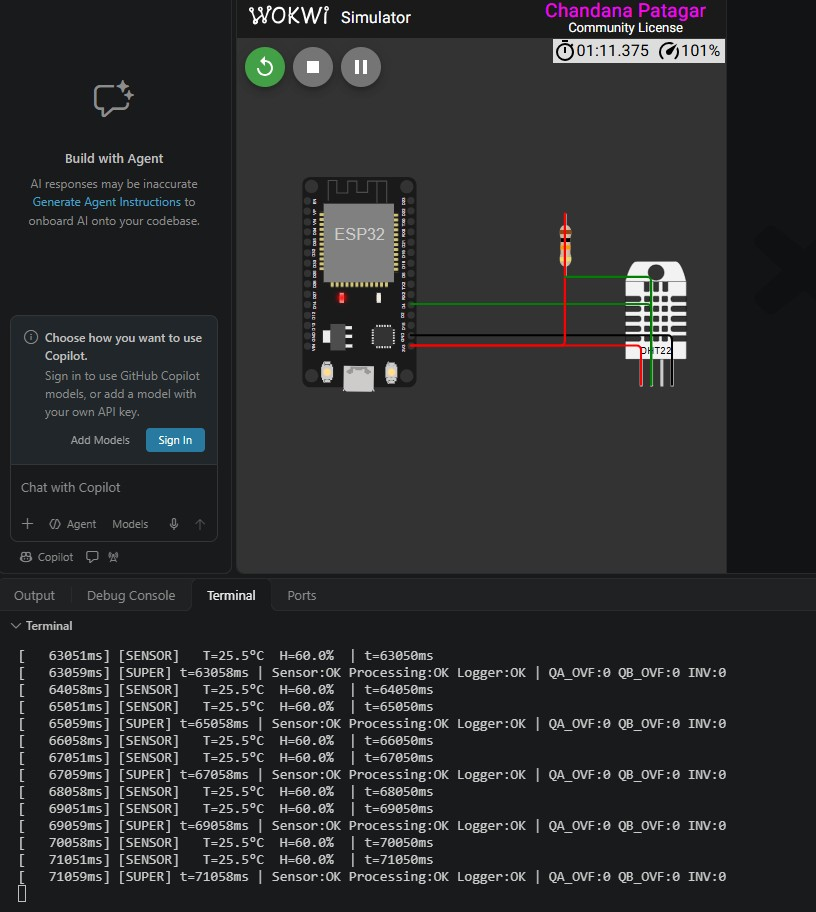 WOKWI Simulator
Chandana Patagar
Community License
01:11.375 101%
Build with Agent
AI responses may be inaccurate
Generate Agent Instructions to
onboard AI onto your codebase.
Choose how you want to use
Copilot.
Sign in to use GitHub Copilot
models, or add a model with
your own API key.
Add Models Sign In
Chat with Copilot
Agent Models
Copilot
ESP32
DHT22
Output Debug Console Terminal Ports
Terminal
[   63051ms] [SENSOR]   T=25.5°C  H=60.0%  | t=63050ms
[   63059ms] [SUPER] t=63058ms | Sensor:OK Processing:OK Logger:OK | QA_OVF:0 QB_OVF:0 INV:0
[   64058ms] [SENSOR]   T=25.5°C  H=60.0%  | t=64050ms
[   65051ms] [SENSOR]   T=25.5°C  H=60.0%  | t=65050ms
[   65059ms] [SUPER] t=65058ms | Sensor:OK Processing:OK Logger:OK | QA_OVF:0 QB_OVF:0 INV:0
[   66058ms] [SENSOR]   T=25.5°C  H=60.0%  | t=66050ms
[   67051ms] [SENSOR]   T=25.5°C  H=60.0%  | t=67050ms
[   67059ms] [SUPER] t=67058ms | Sensor:OK Processing:OK Logger:OK | QA_OVF:0 QB_OVF:0 INV:0
[   68058ms] [SENSOR]   T=25.5°C  H=60.0%  | t=68050ms
[   69051ms] [SENSOR]   T=25.5°C  H=60.0%  | t=69050ms
[   69059ms] [SUPER] t=69058ms | Sensor:OK Processing:OK Logger:OK | QA_OVF:0 QB_OVF:0 INV:0
[   70058ms] [SENSOR]   T=25.5°C  H=60.0%  | t=70050ms
[   71051ms] [SENSOR]   T=25.5°C  H=60.0%  | t=71050ms
[   71059ms] [SUPER] t=71058ms | Sensor:OK Processing:OK Logger:OK | QA_OVF:0 QB_OVF:0 INV:0